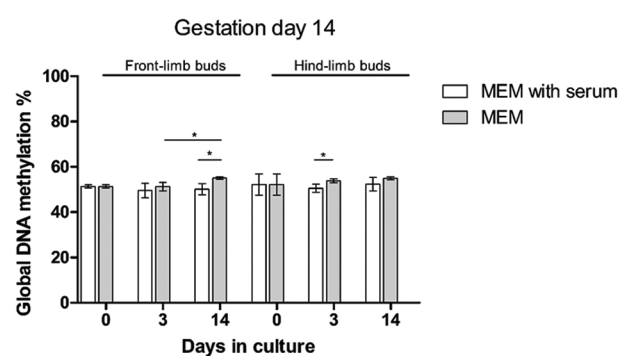 Gestation day 14
Front-limb buds
Hind-limb buds
MEM with serum
MEM
Global DNA methylation %
100
80
60
40
20
0
*
*
*
0 3 14 0 3 14
Days in culture